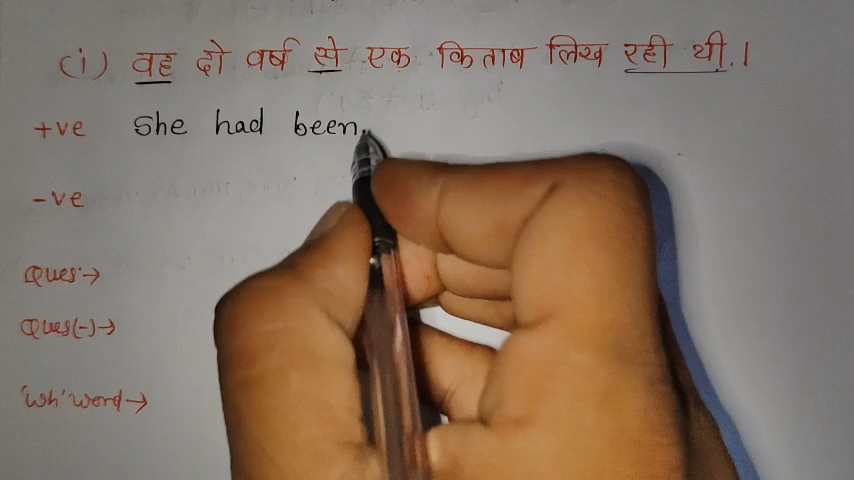 (i) वह दो वर्ष से एक किताब लिख रही थी.।
+ve She had been
-ve
Ques:→
Ques(-)→
'Wh' word→